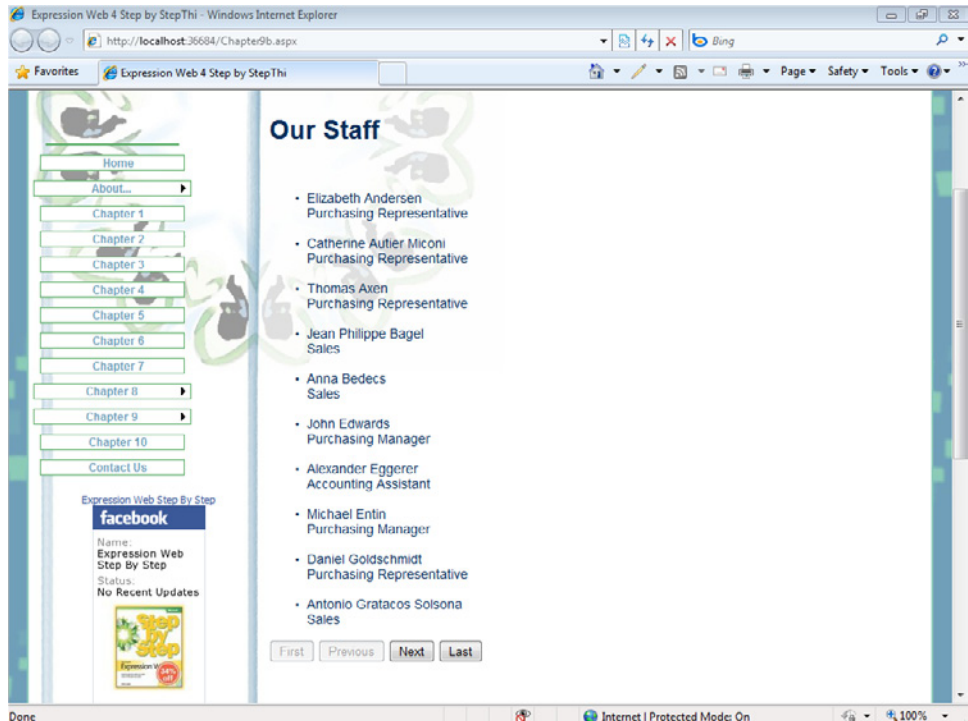 Expression Web 4 Step by StepThi - Windows Internet Explorer
http://localhost:36684/Chapter9b.aspx
Bing
Favorites
Expression Web 4 Step by StepThi
Page
Safety
Tools
Our Staff
Home
About...
Chapter 1
Chapter 2
Chapter 3
Chapter 4
Chapter 5
Chapter 6
Chapter 7
Chapter 8
Chapter 9
Chapter 10
Contact Us
Expression Web Step By Step
facebook
Name:
Expression Web
Step By Step
Status:
No Recent Updates
Step
by
Step
34%
off
• Elizabeth Andersen
Purchasing Representative
• Catherine Autier Miconi
Purchasing Representative
• Thomas Axen
Purchasing Representative
• Jean Philippe Bagel
Sales
• Anna Bedecs
Sales
• John Edwards
Purchasing Manager
• Alexander Eggerer
Accounting Assistant
• Michael Entin
Purchasing Manager
• Daniel Goldschmidt
Purchasing Representative
• Antonio Gratacos Solsona
Sales
First Previous Next Last
Done
Internet | Protected Mode: On
100%